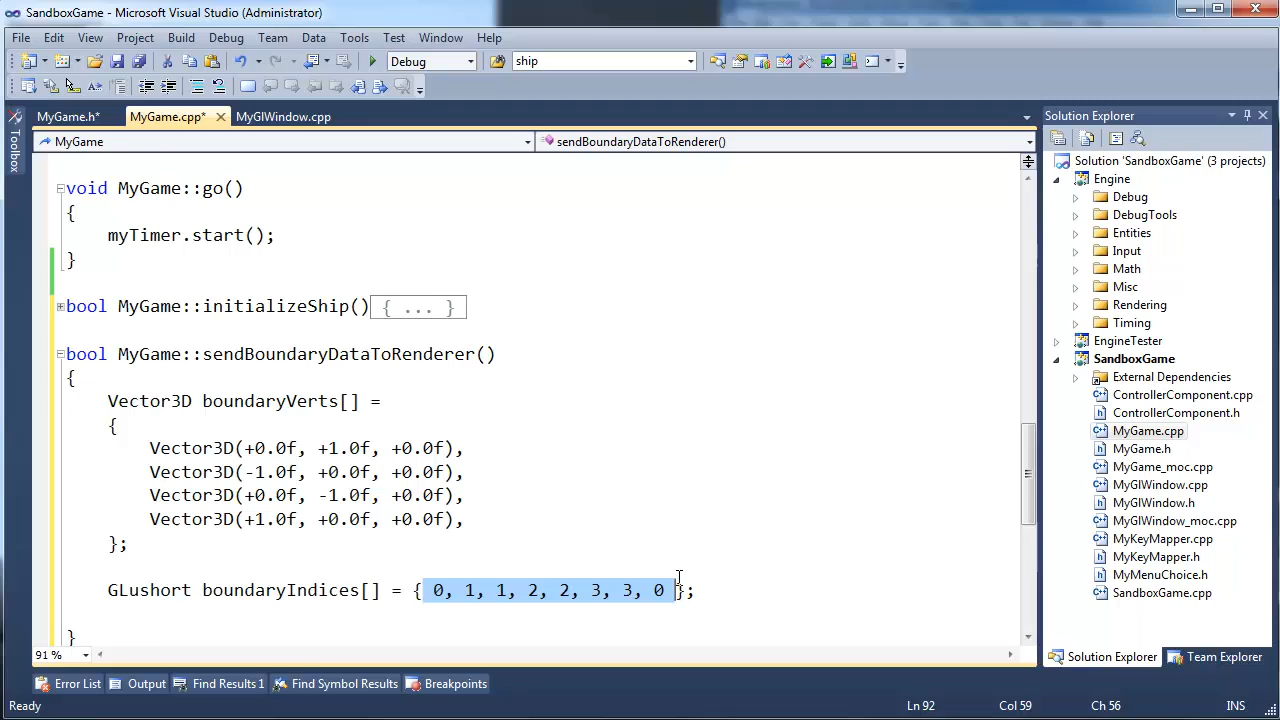 SandboxGame - Microsoft Visual Studio (Administrator)
File Edit View Project Build Debug Team Data Tools Test Window Help
Debug ship
MyGame.h* MyGame.cpp* MyGlWindow.cpp
MyGame sendBoundaryDataToRenderer()
Toolbox
void MyGame::go()
{
myTimer.start();
}
bool MyGame::initializeShip(){ ... }
bool MyGame::sendBoundaryDataToRenderer()
{
Vector3D boundaryVerts[] =
{
Vector3D(+0.0f, +1.0f, +0.0f),
Vector3D(-1.0f, +0.0f, +0.0f),
Vector3D(+0.0f, -1.0f, +0.0f),
Vector3D(+1.0f, +0.0f, +0.0f),
};
GLushort boundaryIndices[] = { 0, 1, 1, 2, 2, 3, 3, 0 };
}
91 %
Solution Explorer
Solution 'SandboxGame' (3 projects)
Engine
Debug
DebugTools
Entities
Input
Math
Misc
Rendering
Timing
EngineTester
SandboxGame
External Dependencies
ControllerComponent.cpp
ControllerComponent.h
MyGame.cpp
MyGame.h
MyGame_moc.cpp
MyGlWindow.cpp
MyGlWindow.h
MyGlWindow_moc.cpp
MyKeyMapper.cpp
MyKeyMapper.h
MyMenuChoice.h
SandboxGame.cpp
Solution Explorer Team Explorer
Error List Output Find Results 1 Find Symbol Results Breakpoints
Ready Ln 92 Col 59 Ch 56 INS